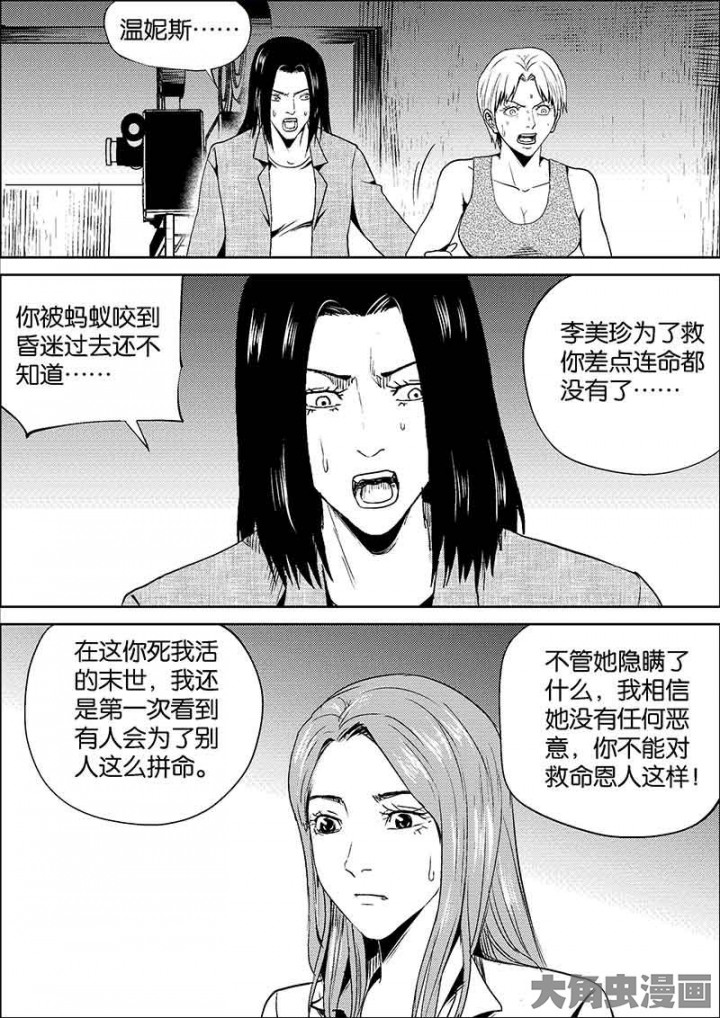 温妮斯……
你被蚂蚁咬到
昏迷过去还不
知道……
李美珍为了救
你差点连命都
没有了……
在这你死我活
的末世，我还
是第一次看到
有人会为了别
人这么拼命。
不管她隐瞒了
什么，我相信
她没有任何恶
意，你不能对
救命恩人这样！
大角虫漫画